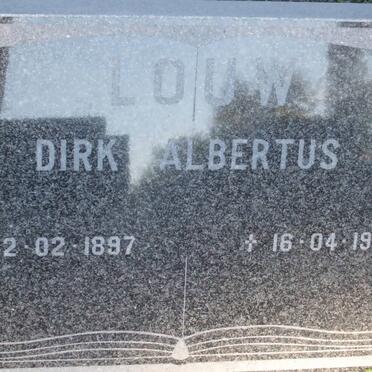 LOUW
DIRK ALBERTUS
2·02·1897 ✝ 16·04·19